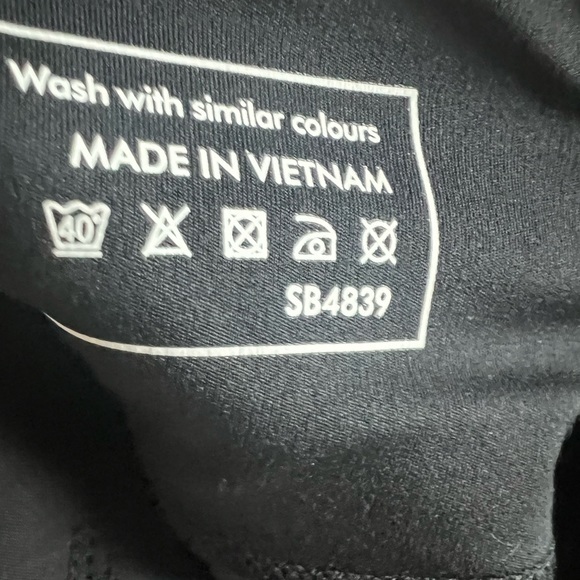 Wash with similar colours
MADE IN VIETNAM
40°
SB4839